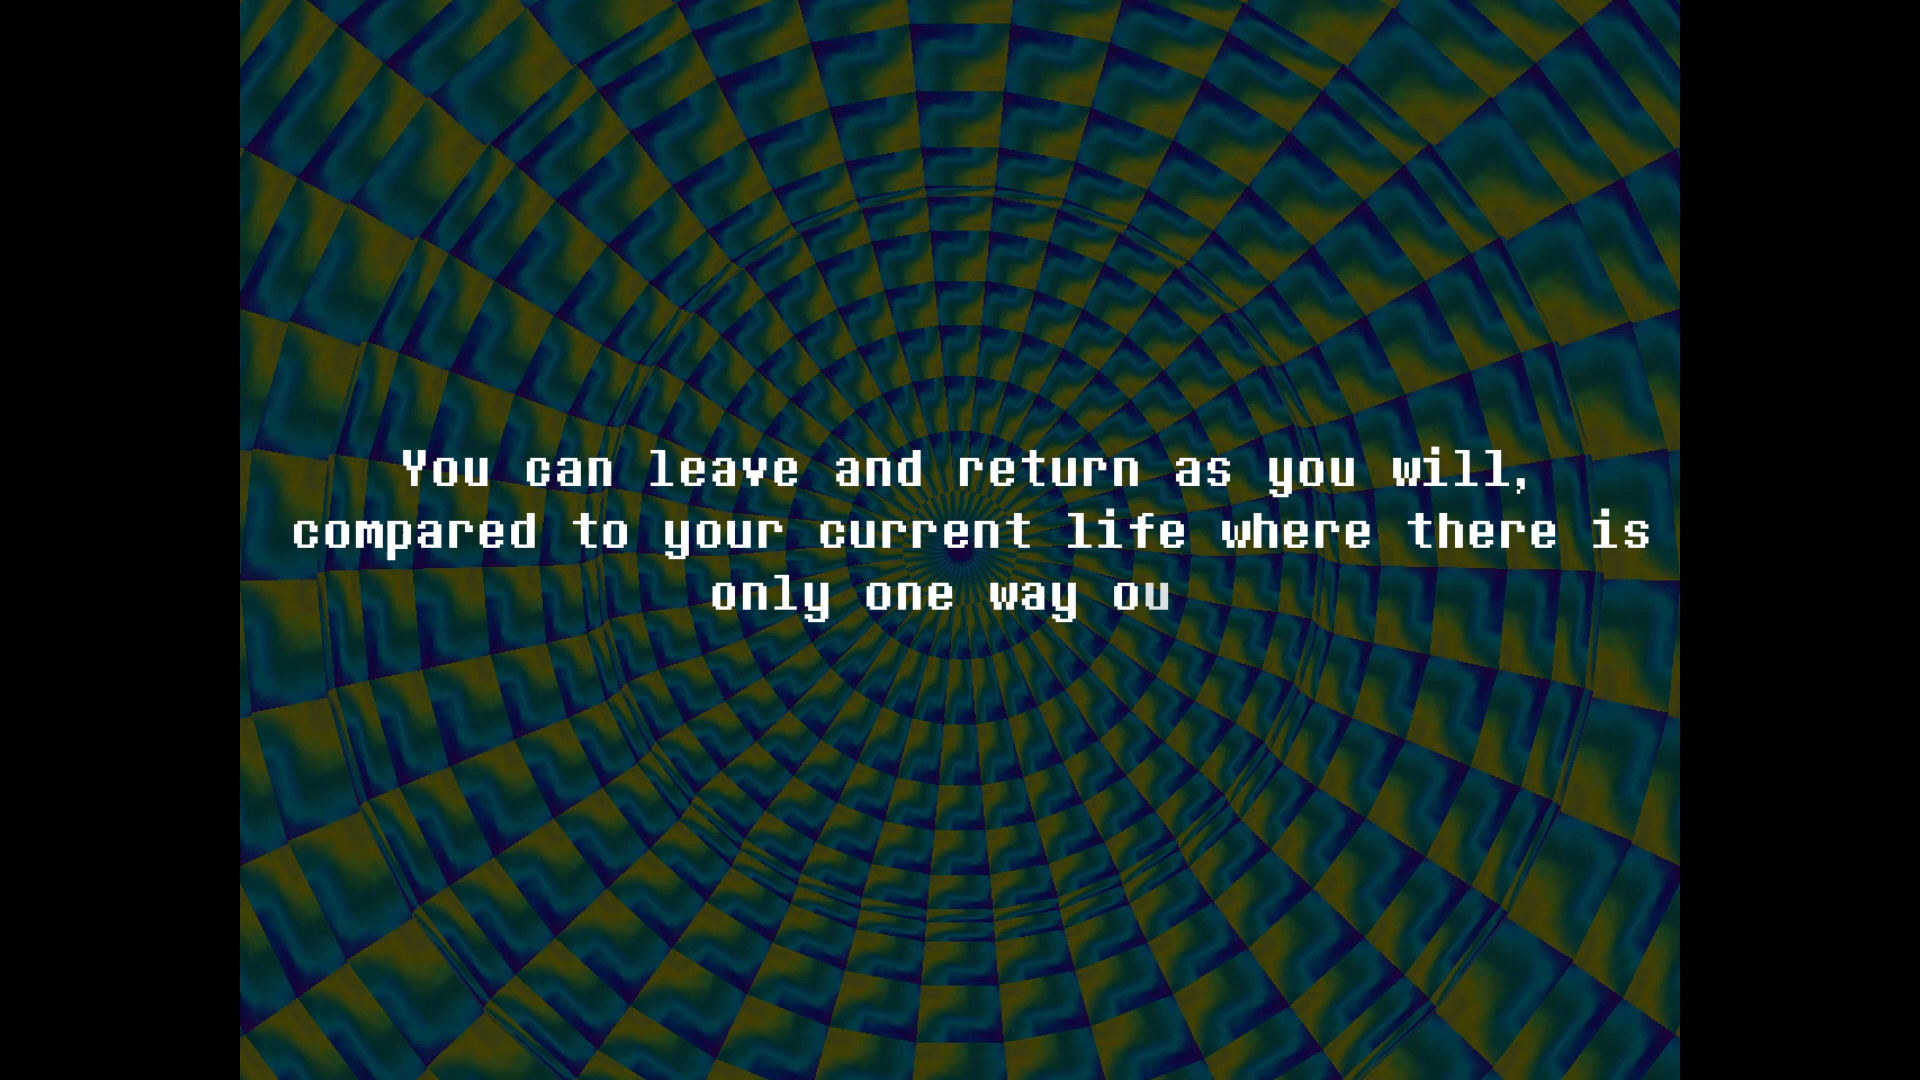 You can leave and return as you will,
compared to your current life where there is
only one way ou